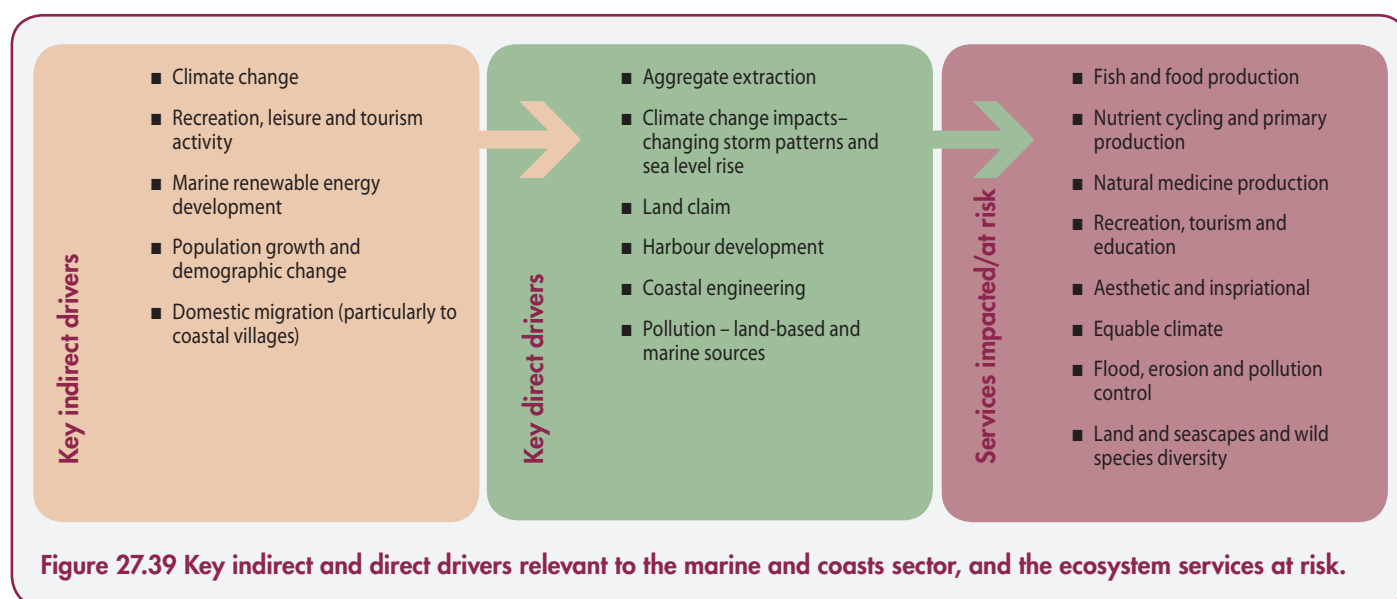 Key indirect drivers
■ Climate change
■ Recreation, leisure and tourism
activity
■ Marine renewable energy
development
■ Population growth and
demographic change
■ Domestic migration (particularly to
coastal villages)
Key direct drivers
■ Aggregate extraction
■ Climate change impacts–
changing storm patterns and
sea level rise
■ Land claim
■ Harbour development
■ Coastal engineering
■ Pollution – land-based and
marine sources
Services impacted/at risk
■ Fish and food production
■ Nutrient cycling and primary
production
■ Natural medicine production
■ Recreation, tourism and
education
■ Aesthetic and inspriational
■ Equable climate
■ Flood, erosion and pollution
control
■ Land and seascapes and wild
species diversity
Figure 27.39 Key indirect and direct drivers relevant to the marine and coasts sector, and the ecosystem services at risk.